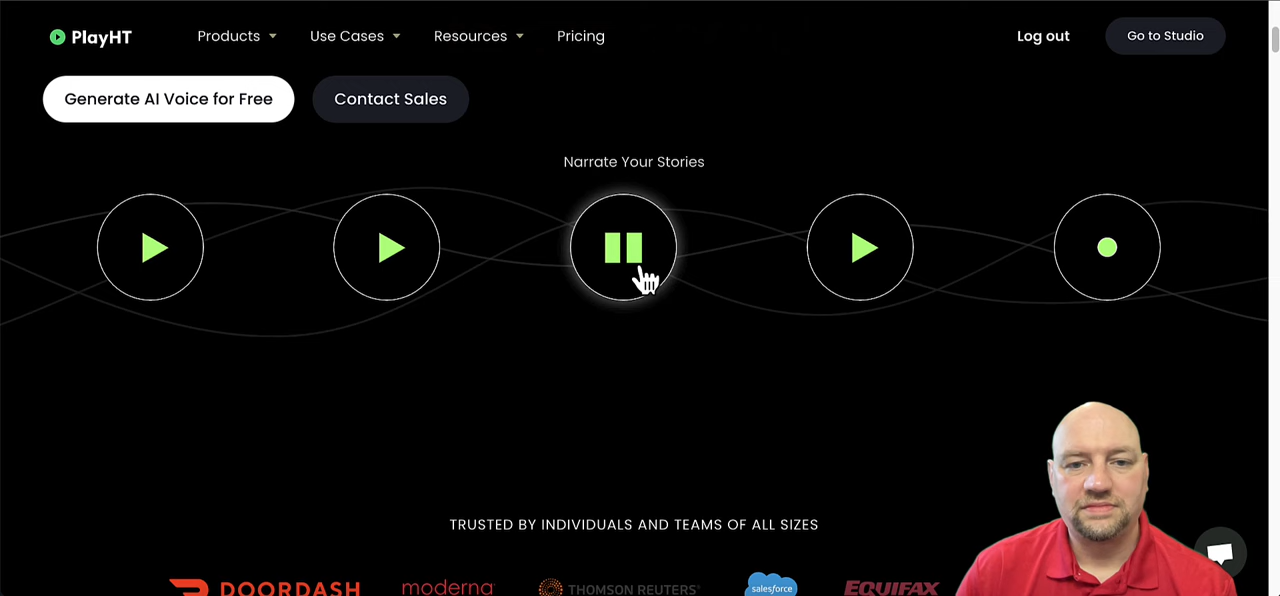 PlayHT Products Use Cases Resources Pricing Log out Go to Studio
Generate AI Voice for Free Contact Sales
Narrate Your Stories
TRUSTED BY INDIVIDUALS AND TEAMS OF ALL SIZES
DOORDASH moderna THOMSON REUTERS salesforce EQUIFAX